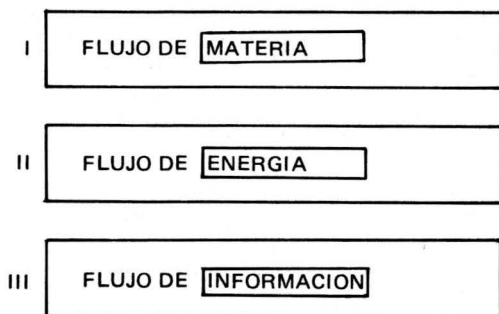 I FLUJO DE MATERIA
II FLUJO DE ENERGIA
III FLUJO DE INFORMACION